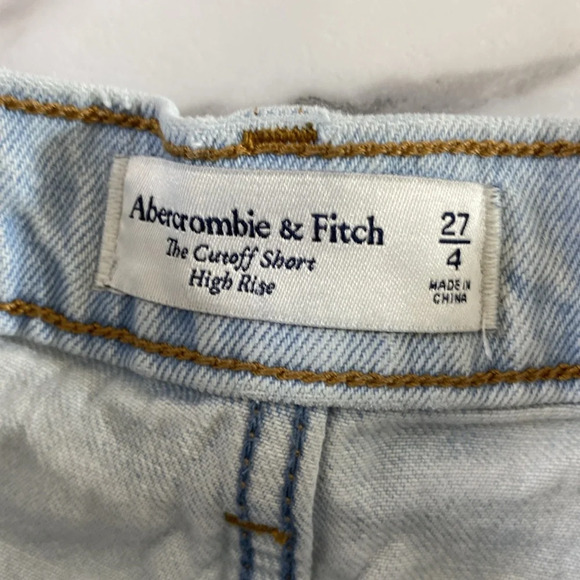 Abercrombie & Fitch
The Cutoff Short
High Rise
27
4
MADE IN
CHINA